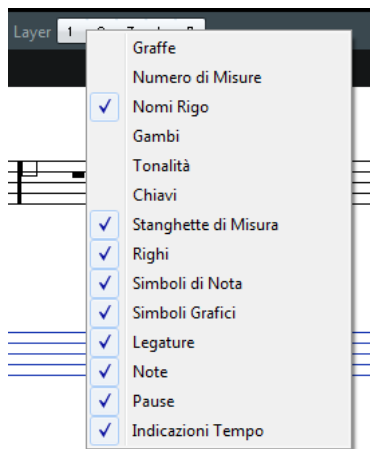 Layer 1
Graffe
Numero di Misure
Nomi Rigo
Gambi
Tonalità
Chiavi
Stanghette di Misura
Righi
Simboli di Nota
Simboli Grafici
Legature
Note
Pause
Indicazioni Tempo